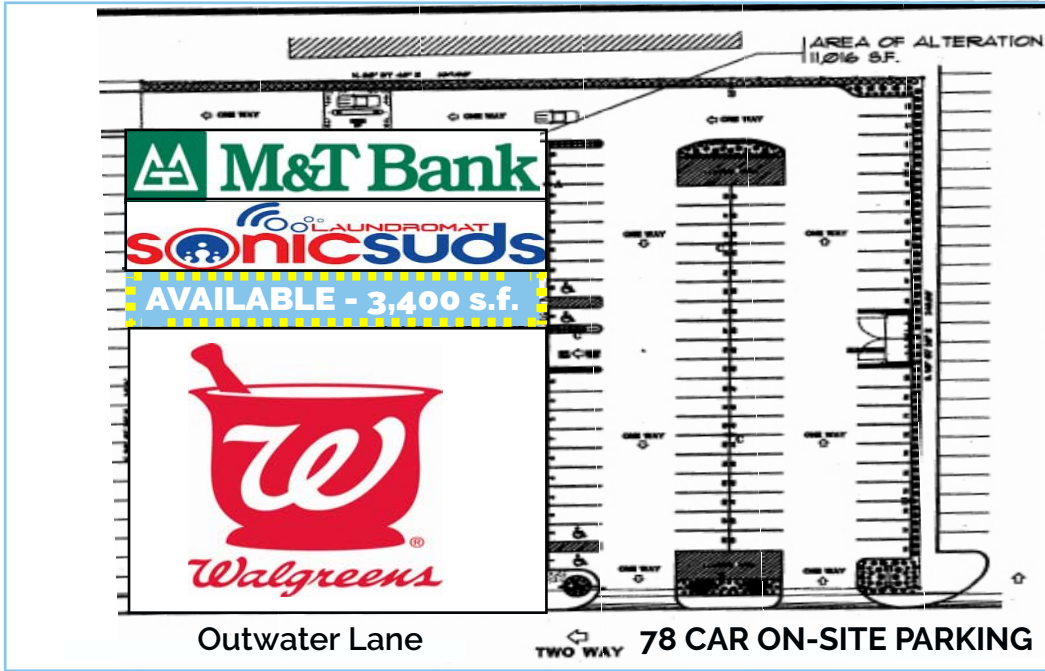 AREA OF ALTERATION
11,016 S.F.
ONE WAY
ONE WAY
ONE WAY
M&T Bank
LAUNDROMAT
sonicsuds
ONE WAY
ONE WAY
AVAILABLE - 3,400 s.f.
C
C
ONE WAY
ONE WAY
C
W
®
Walgreens
ONE WAY
ONE WAY
Outwater Lane
TWO WAY
78 CAR ON-SITE PARKING